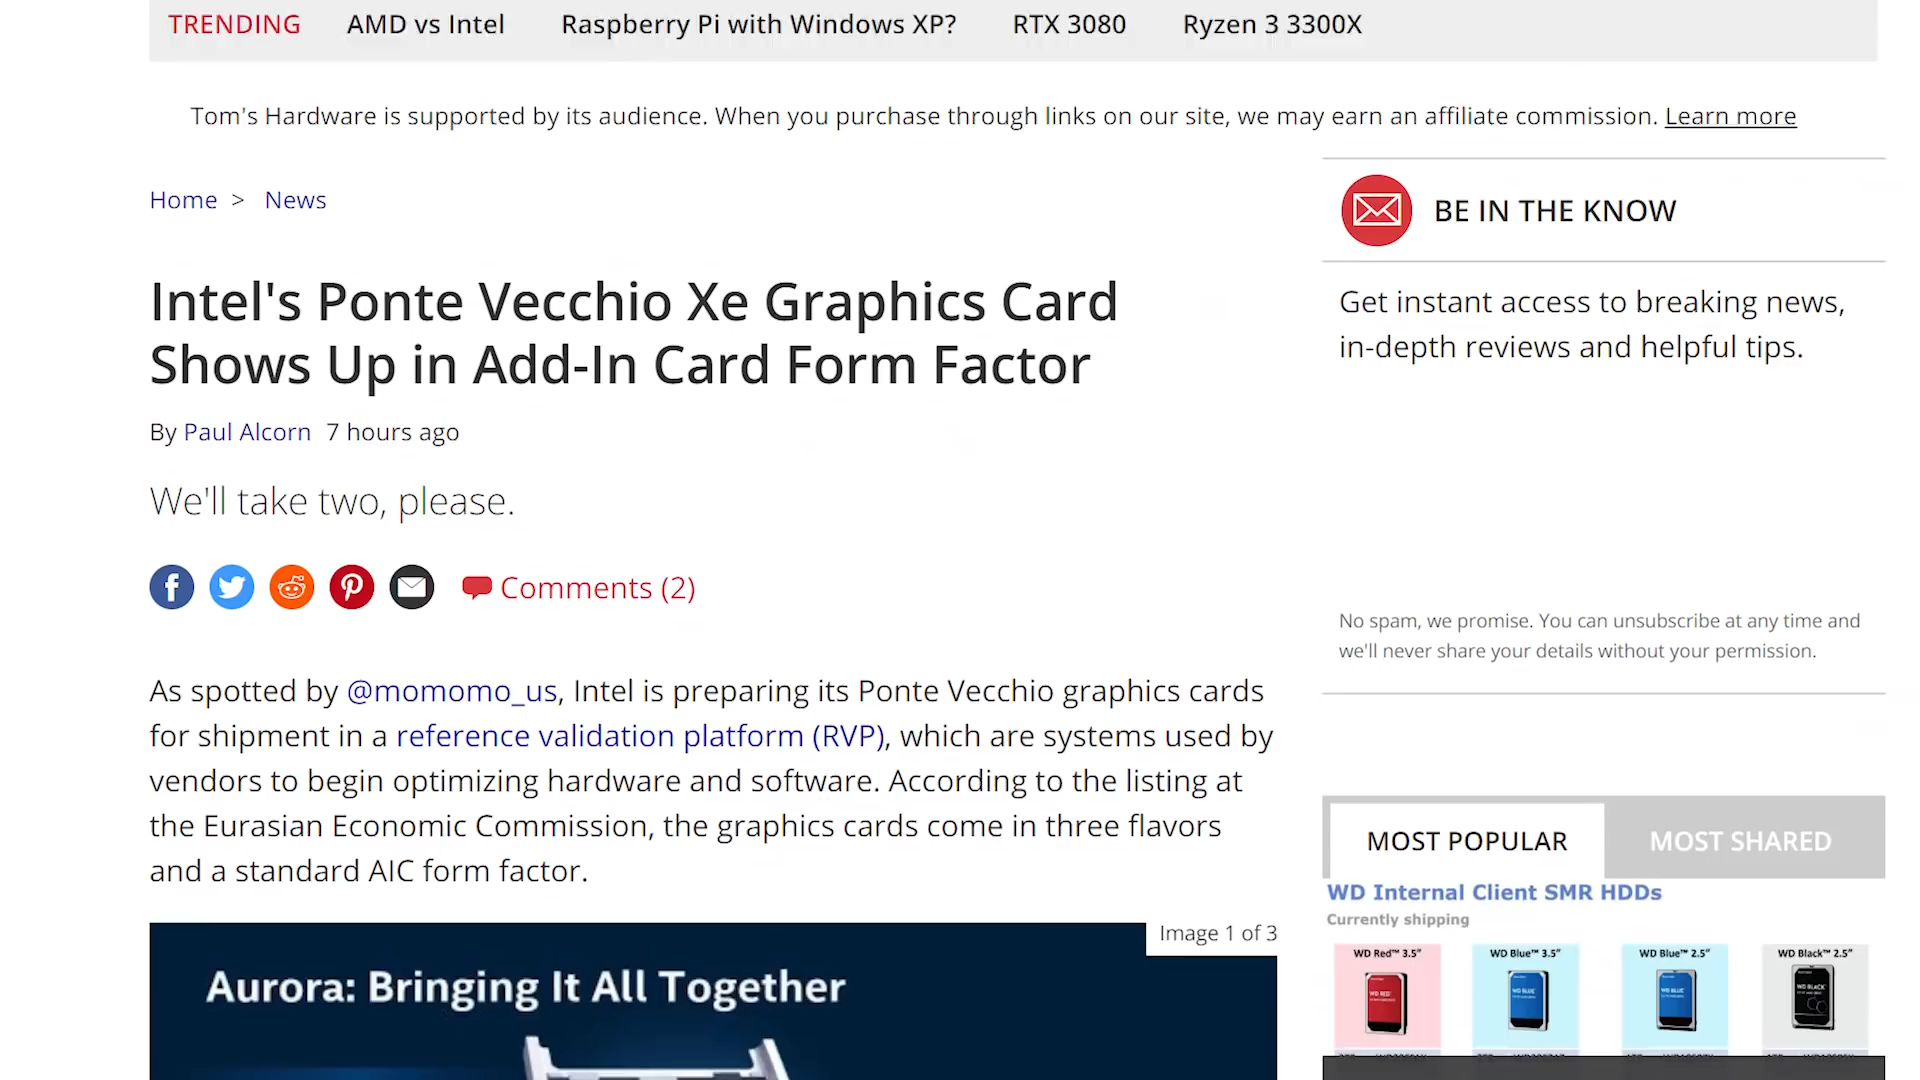 TRENDING AMD vs Intel Raspberry Pi with Windows XP? RTX 3080 Ryzen 3 3300X
Tom's Hardware is supported by its audience. When you purchase through links on our site, we may earn an affiliate commission. Learn more
Home > News
Intel's Ponte Vecchio Xe Graphics Card
Shows Up in Add-In Card Form Factor
By Paul Alcorn 7 hours ago
We'll take two, please.
Comments (2)
As spotted by @momomo_us, Intel is preparing its Ponte Vecchio graphics cards
for shipment in a reference validation platform (RVP), which are systems used by
vendors to begin optimizing hardware and software. According to the listing at
the Eurasian Economic Commission, the graphics cards come in three flavors
and a standard AIC form factor.
Image 1 of 3
Aurora: Bringing It All Together
BE IN THE KNOW
Get instant access to breaking news,
in-depth reviews and helpful tips.
No spam, we promise. You can unsubscribe at any time and
we'll never share your details without your permission.
MOST POPULAR MOST SHARED
WD Internal Client SMR HDDs
Currently shipping
WD Red™ 3.5" WD Blue™ 3.5" WD Blue™ 2.5" WD Black™ 2.5"
WD RED WD BLUE WD BLUE WD BLACK